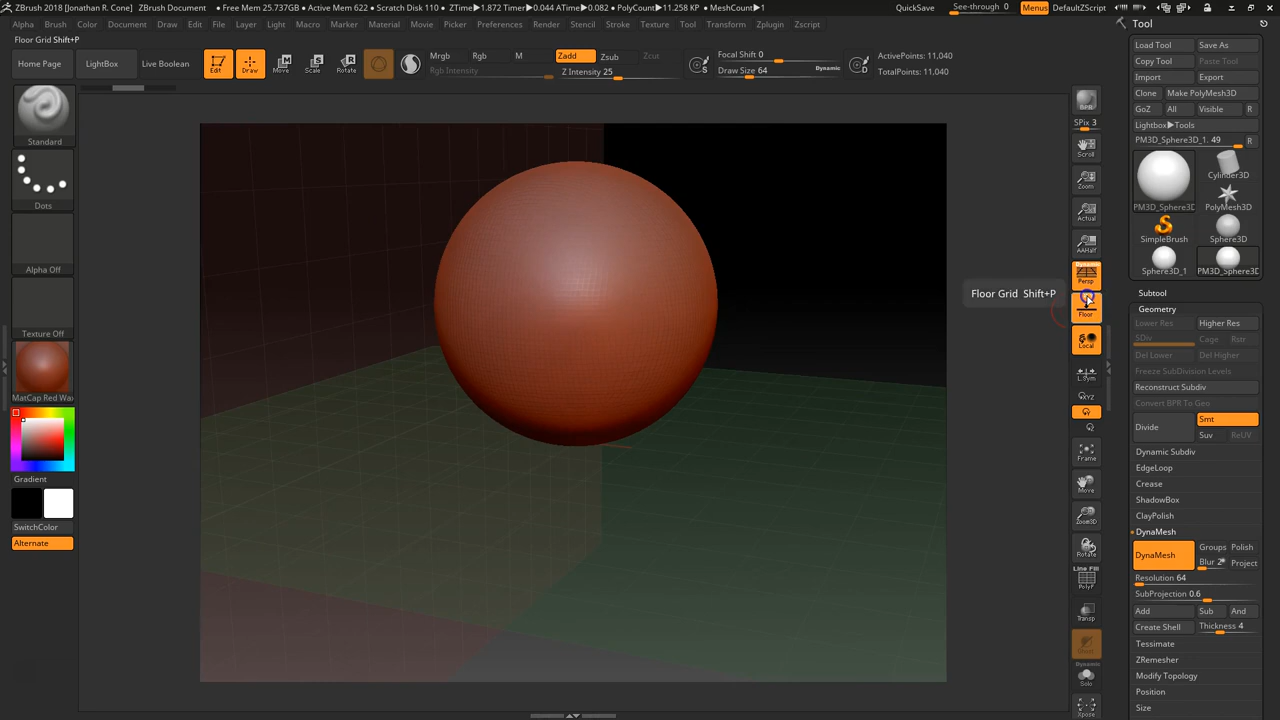 ZBrush 2018 [Jonathan R. Cone]   ZBrush Document   • Free Mem 25.737GB • Active Mem 622 • Scratch Disk 110 • ZTime▶1.872 Timer▶0.044 ATime▶0.082 • PolyCount▶11.258 KP • MeshCount▶1
QuickSave
See-through 0
Menus
DefaultZScript
Alpha Brush Color Document Draw Edit File Layer Light Macro Marker Material Movie Picker Preferences Render Stencil Stroke Texture Tool Transform Zplugin Zscript
Floor Grid Shift+P
Home Page
LightBox
Live Boolean
Edit
Draw
Move
Scale
Rotate
Mrgb Rgb M
Rgb Intensity
Zadd Zsub Zcut
Z Intensity 25
Focal Shift 0
Draw Size 64
Dynamic
ActivePoints: 11,040
TotalPoints: 11,040
Standard
Dots
Alpha Off
Texture Off
MatCap Red Wax
Gradient
SwitchColor
Alternate
Floor Grid Shift+P
BPR
SPix 3
Scroll
Zoom
Actual
AAHalf
Dynamic
Persp
Floor
Local
L.Sym
XYZ
Y
Frame
Move
Zoom3D
Rotate
Line Fill
PolyF
Transp
Ghost
Dynamic
Solo
Xpose
Tool
Load Tool Save As
Copy Tool Paste Tool
Import Export
Clone Make PolyMesh3D
GoZ All Visible R
Lightbox▶Tools
PM3D_Sphere3D_1. 49 R
PM3D_Sphere3D
Cylinder3D
PolyMesh3D
SimpleBrush Sphere3D
Sphere3D_1 PM3D_Sphere3D
Subtool
Geometry
Lower Res Higher Res
SDiv Cage Rstr
Del Lower Del Higher
Freeze SubDivision Levels
Reconstruct Subdiv
Convert BPR To Geo
Divide Smt
Suv ReUV
Dynamic Subdiv
EdgeLoop
Crease
ShadowBox
ClayPolish
DynaMesh
DynaMesh
Groups Polish
Blur 2 Project
Resolution 64
SubProjection 0.6
Add Sub And
Create Shell Thickness 4
Tessimate
ZRemesher
Modify Topology
Position
Size